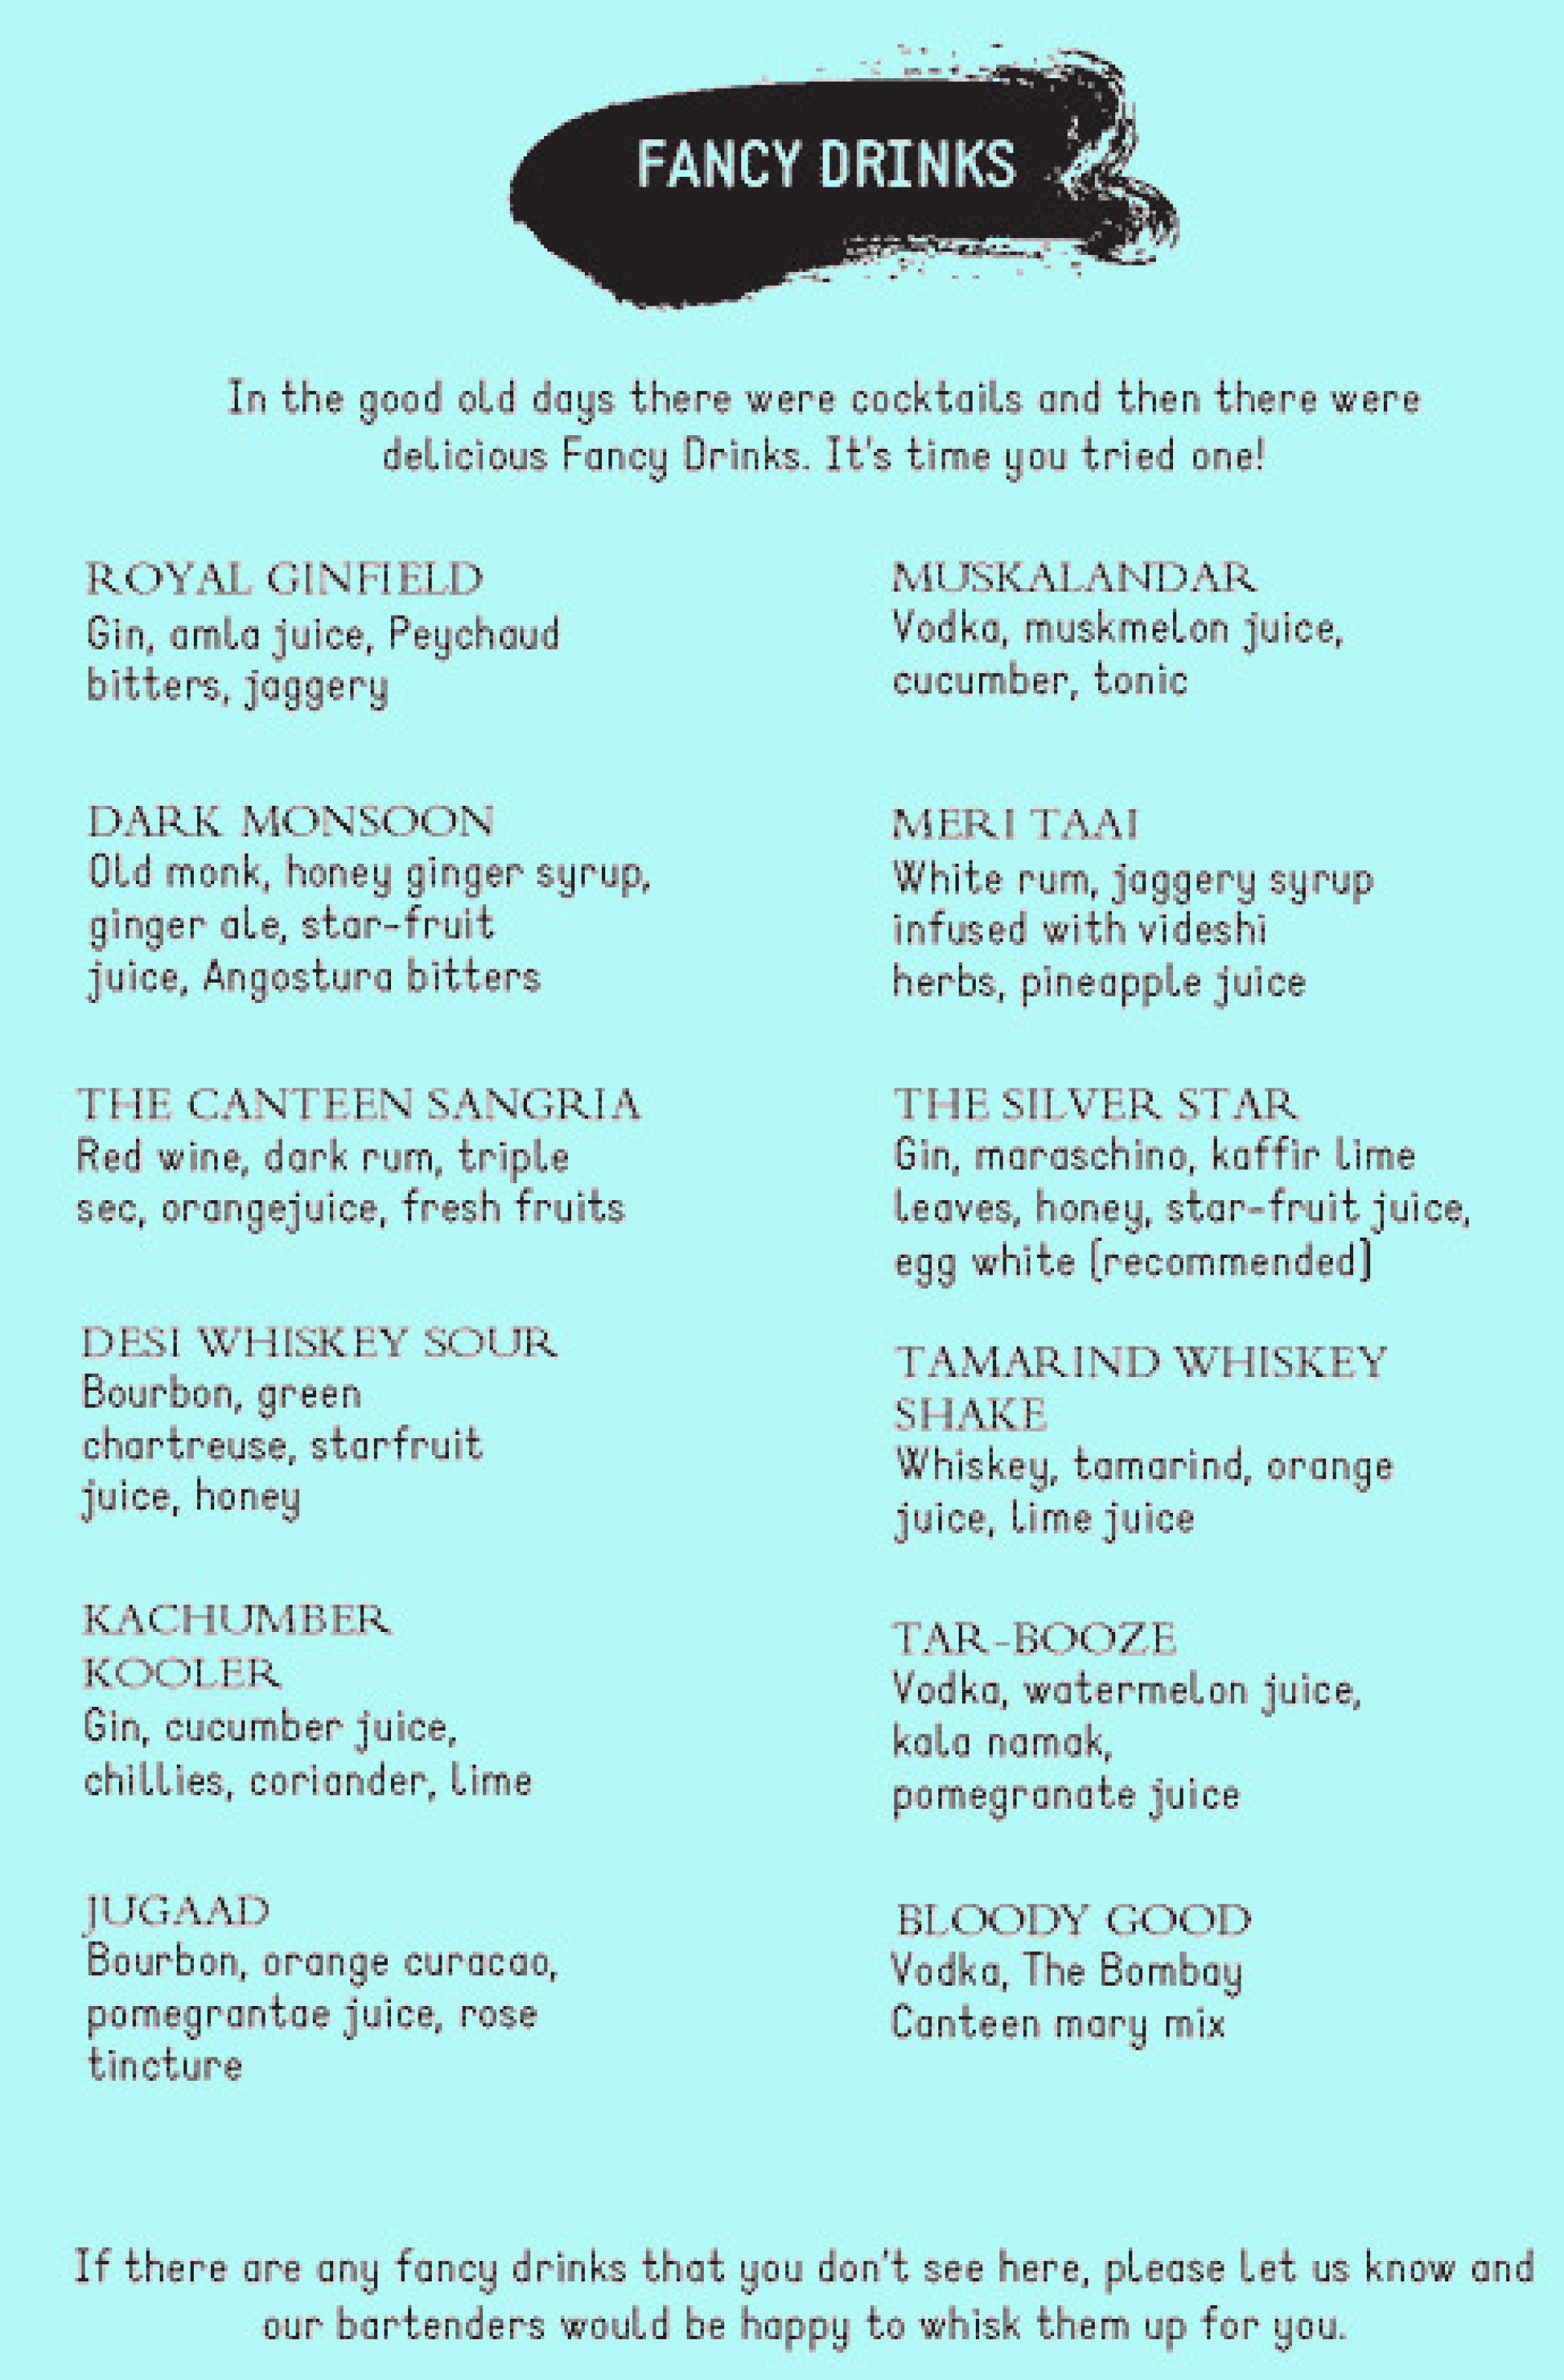 FANCY DRINKS
In the good old days there were cocktails and then there were
delicious Fancy Drinks. It's time you tried one!
ROYAL GINFIELD
Gin, amla juice, Peychaud
bitters, jaggery
DARK MONSOON
Old monk, honey ginger syrup,
ginger ale, star-fruit
juice, Angostura bitters
THE CANTEEN SANGRIA
Red wine, dark rum, triple
sec, orangejuice, fresh fruits
DESI WHISKEY SOUR
Bourbon, green
chartreuse, starfruit
juice, honey
KACHUMBER
KOOLER
Gin, cucumber juice,
chillies, coriander, lime
JUGAAD
Bourbon, orange curacao,
pomegrantae juice, rose
tincture
MUSKALANDAR
Vodka, muskmelon juice,
cucumber, tonic
MERI TAAI
White rum, jaggery syrup
infused with videshi
herbs, pineapple juice
THE SILVER STAR
Gin, maraschino, kaffir lime
leaves, honey, star-fruit juice,
egg white (recommended)
TAMARIND WHISKEY
SHAKE
Whiskey, tamarind, orange
juice, lime juice
TAR-BOOZE
Vodka, watermelon juice,
kala namak,
pomegranate juice
BLOODY GOOD
Vodka, The Bombay
Canteen mary mix
If there are any fancy drinks that you don't see here, please let us know and
our bartenders would be happy to whisk them up for you.